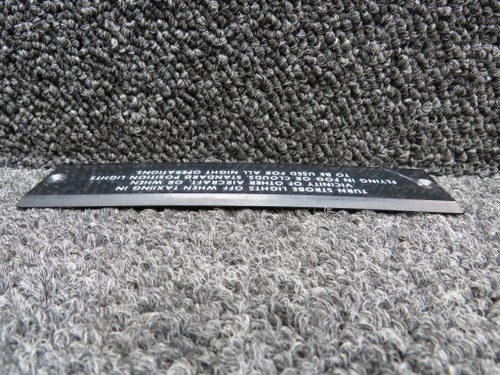 TURN STROBE LIGHTS OFF WHEN TAXING IN
VICINITY OF OTHER AIRCRAFT, OR WHEN
FLYING IN FOG OR CLOUDS. STANDARD POSITION LIGHTS
TO BE USED FOR ALL NIGHT OPERATIONS.